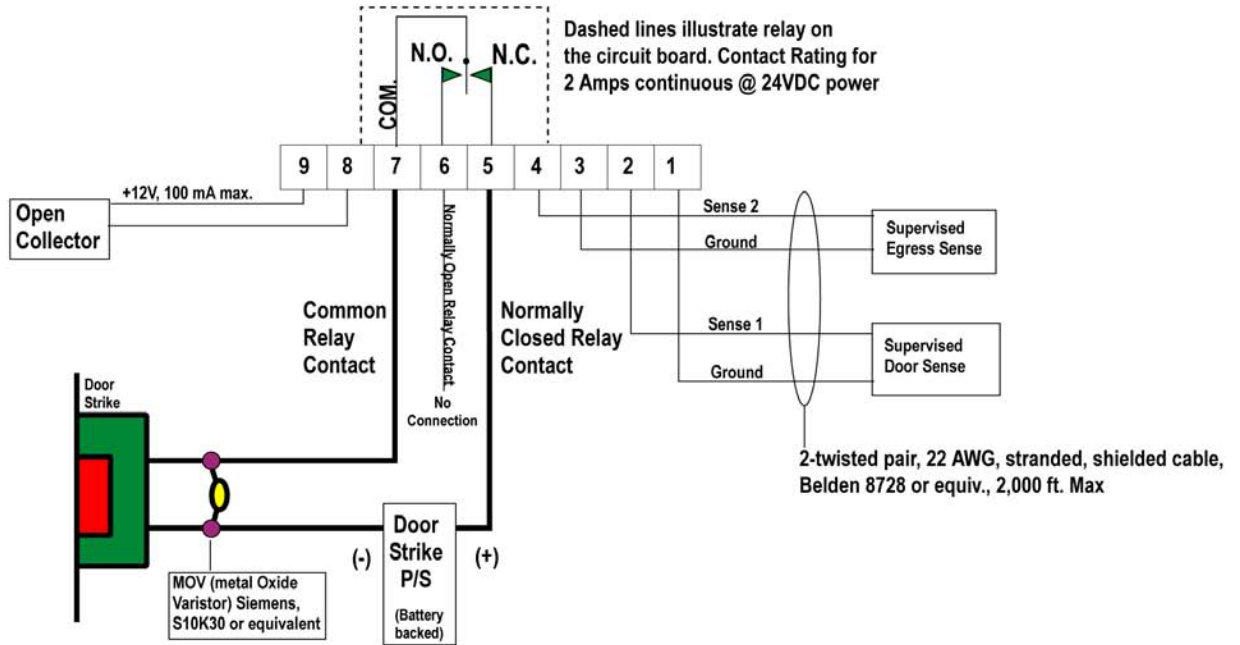 Dashed lines illustrate relay on
the circuit board. Contact Rating for
2 Amps continuous @ 24VDC power
N.O.
N.C.
COM.
9 8 7 6 5 4 3 2 1
+12V, 100 mA max.
Open
Collector
Sense 2
Ground
Supervised
Egress Sense
Sense 1
Ground
Supervised
Door Sense
Common
Relay
Contact
Normally Open Relay Contact
No
Connection
Normally
Closed Relay
Contact
Door
Strike
2-twisted pair, 22 AWG, stranded, shielded cable,
Belden 8728 or equiv., 2,000 ft. Max
(-)
Door
Strike
P/S
(Battery
backed)
(+)
MOV (metal Oxide
Varistor) Siemens,
S10K30 or equivalent